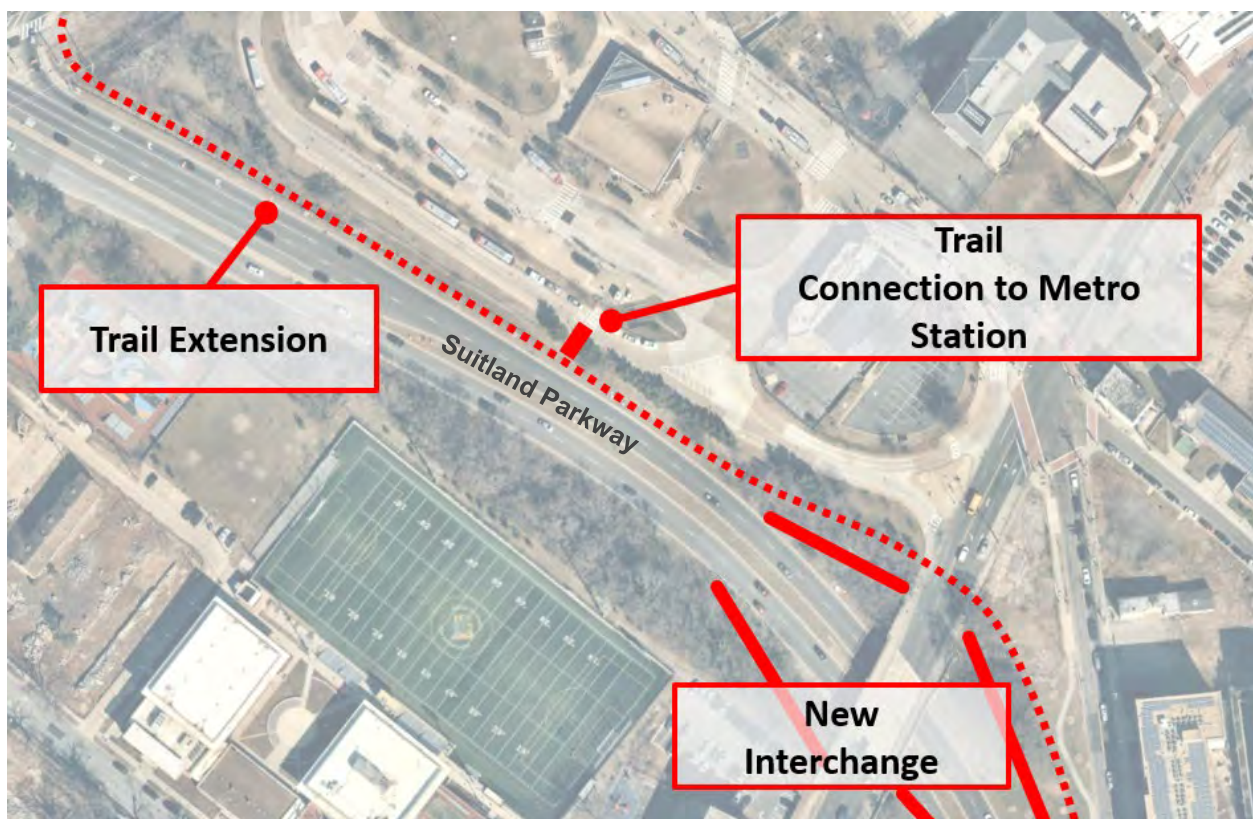 Trail
Connection to Metro
Station
Trail Extension
Suitland Parkway
New
Interchange